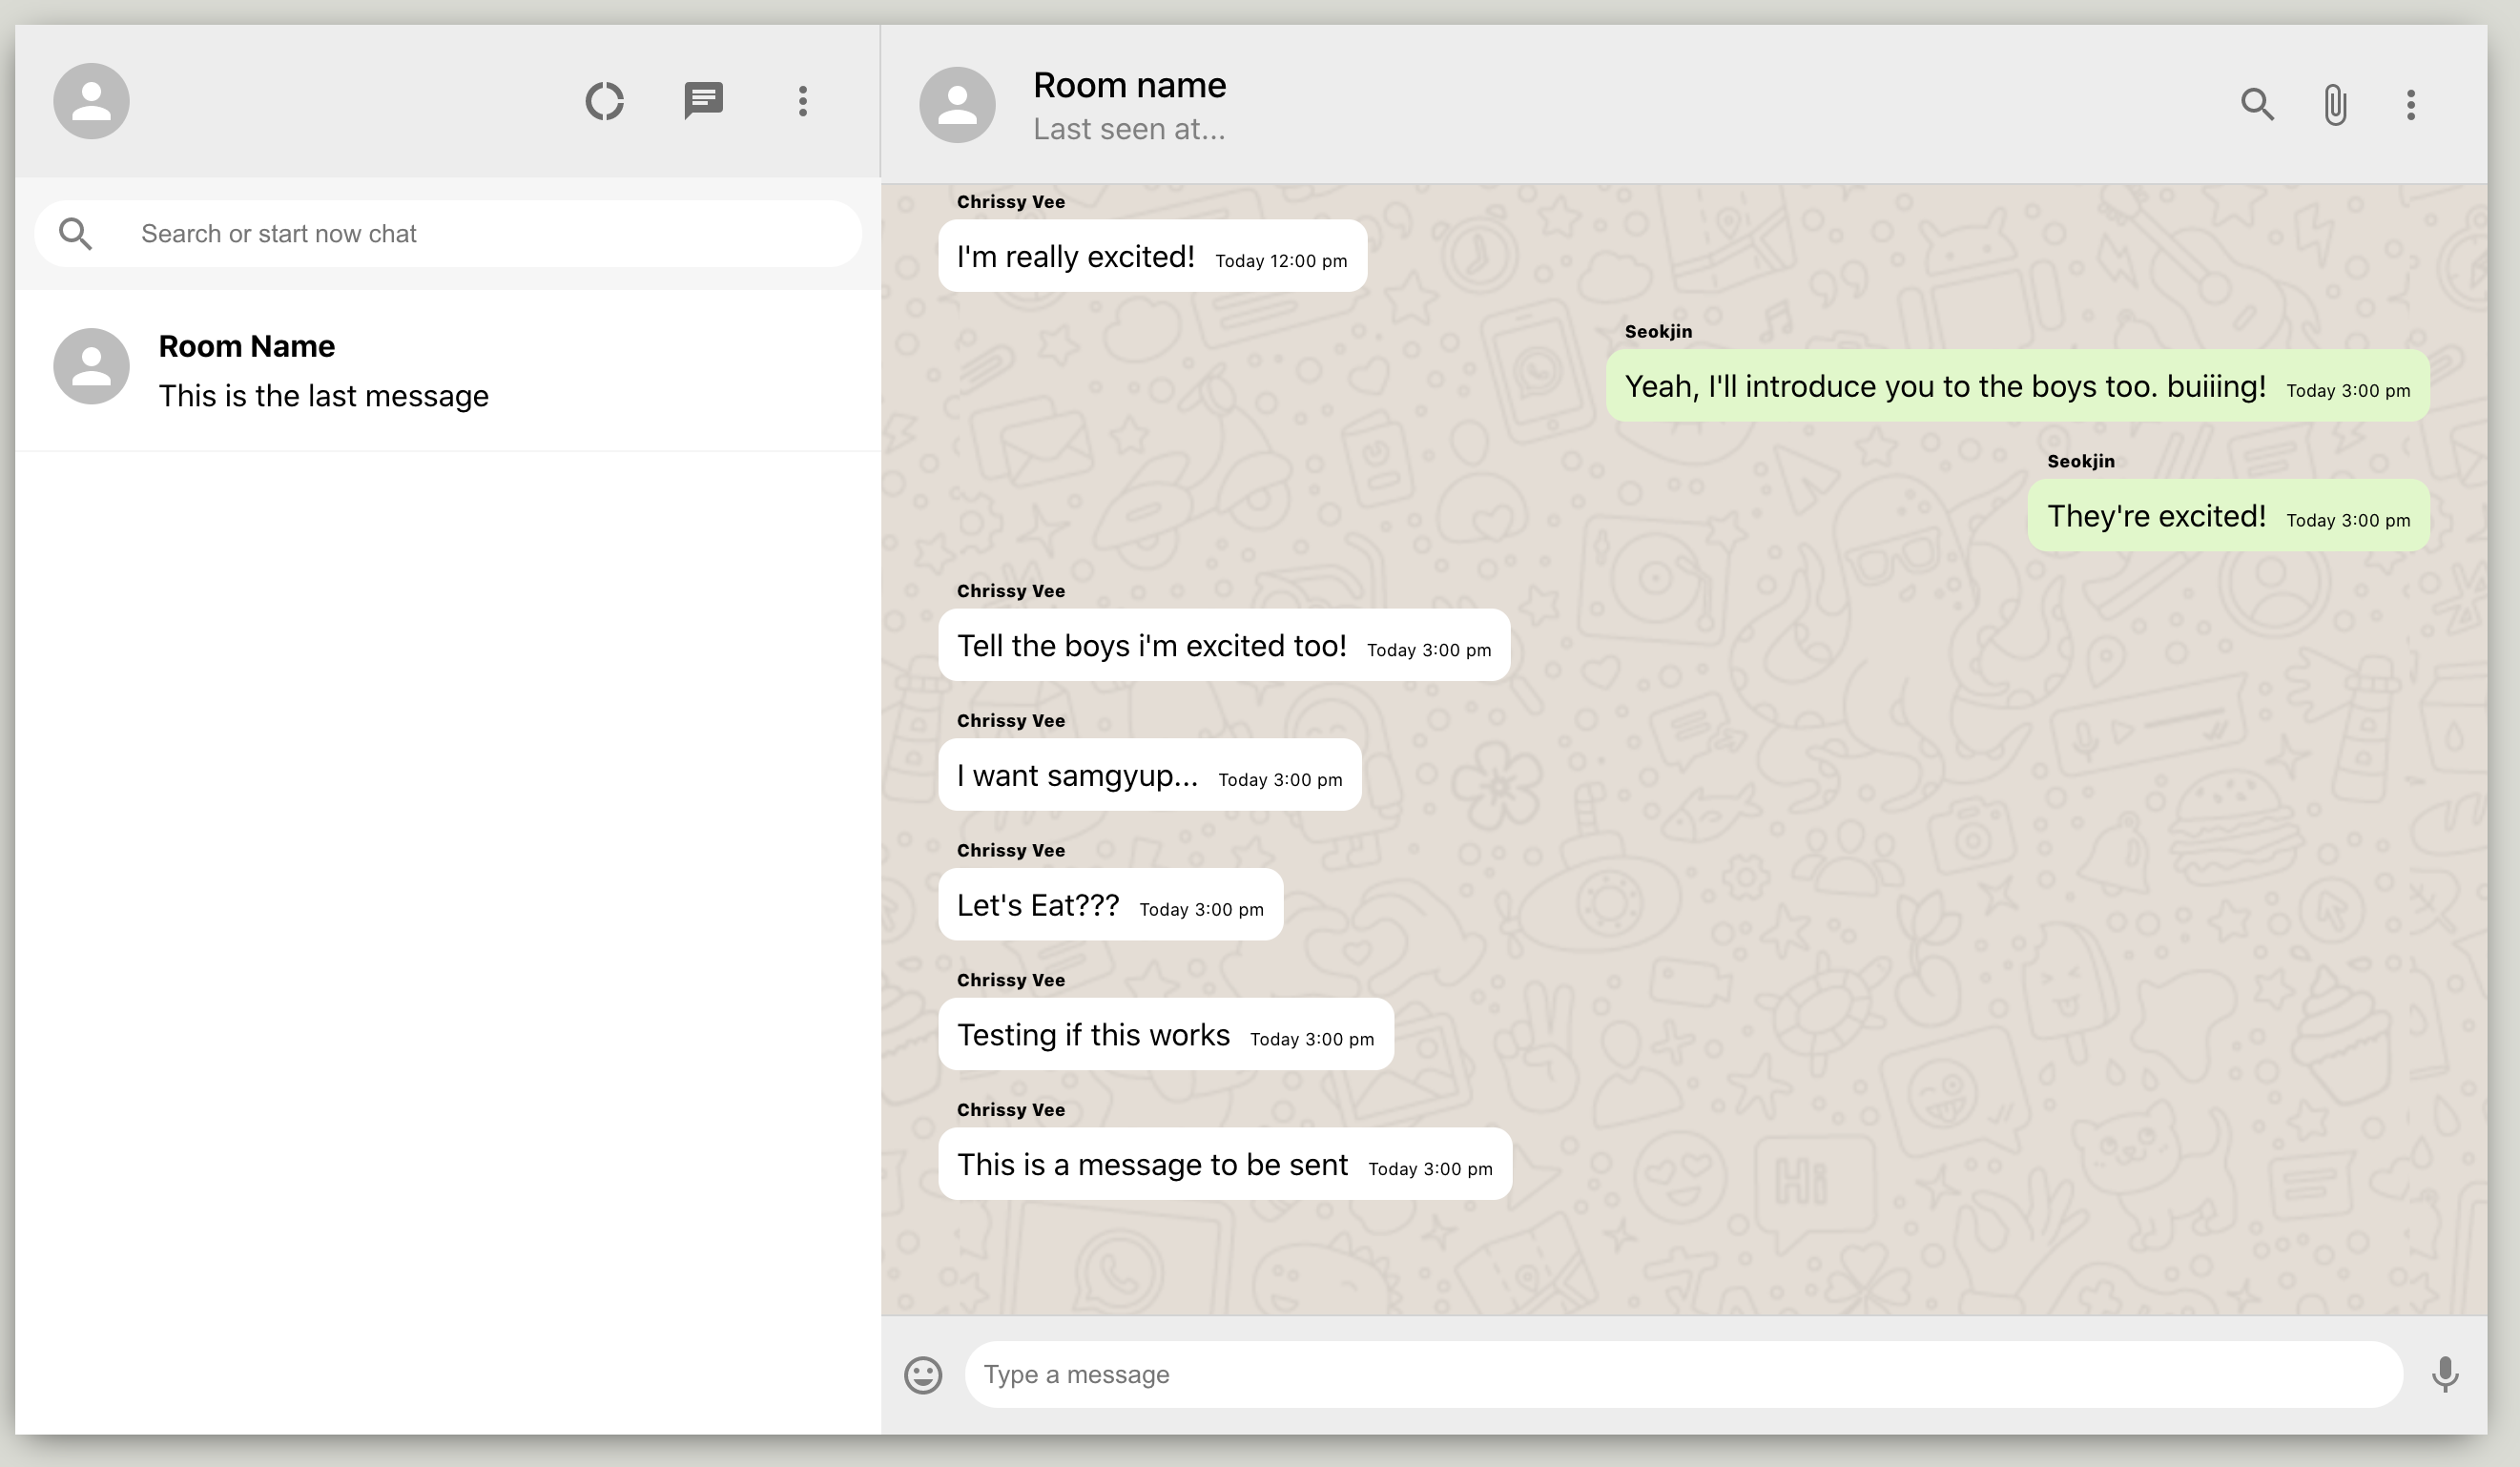 Room name
Last seen at...
Search or start now chat
Room Name
This is the last message
Chrissy Vee
I'm really excited! Today 12:00 pm
Seokjin
Yeah, I'll introduce you to the boys too. buiiing! Today 3:00 pm
Seokjin
They're excited! Today 3:00 pm
Chrissy Vee
Tell the boys i'm excited too! Today 3:00 pm
Chrissy Vee
I want samgyup... Today 3:00 pm
Chrissy Vee
Let's Eat??? Today 3:00 pm
Chrissy Vee
Testing if this works Today 3:00 pm
Chrissy Vee
This is a message to be sent Today 3:00 pm
Hi
Type a message